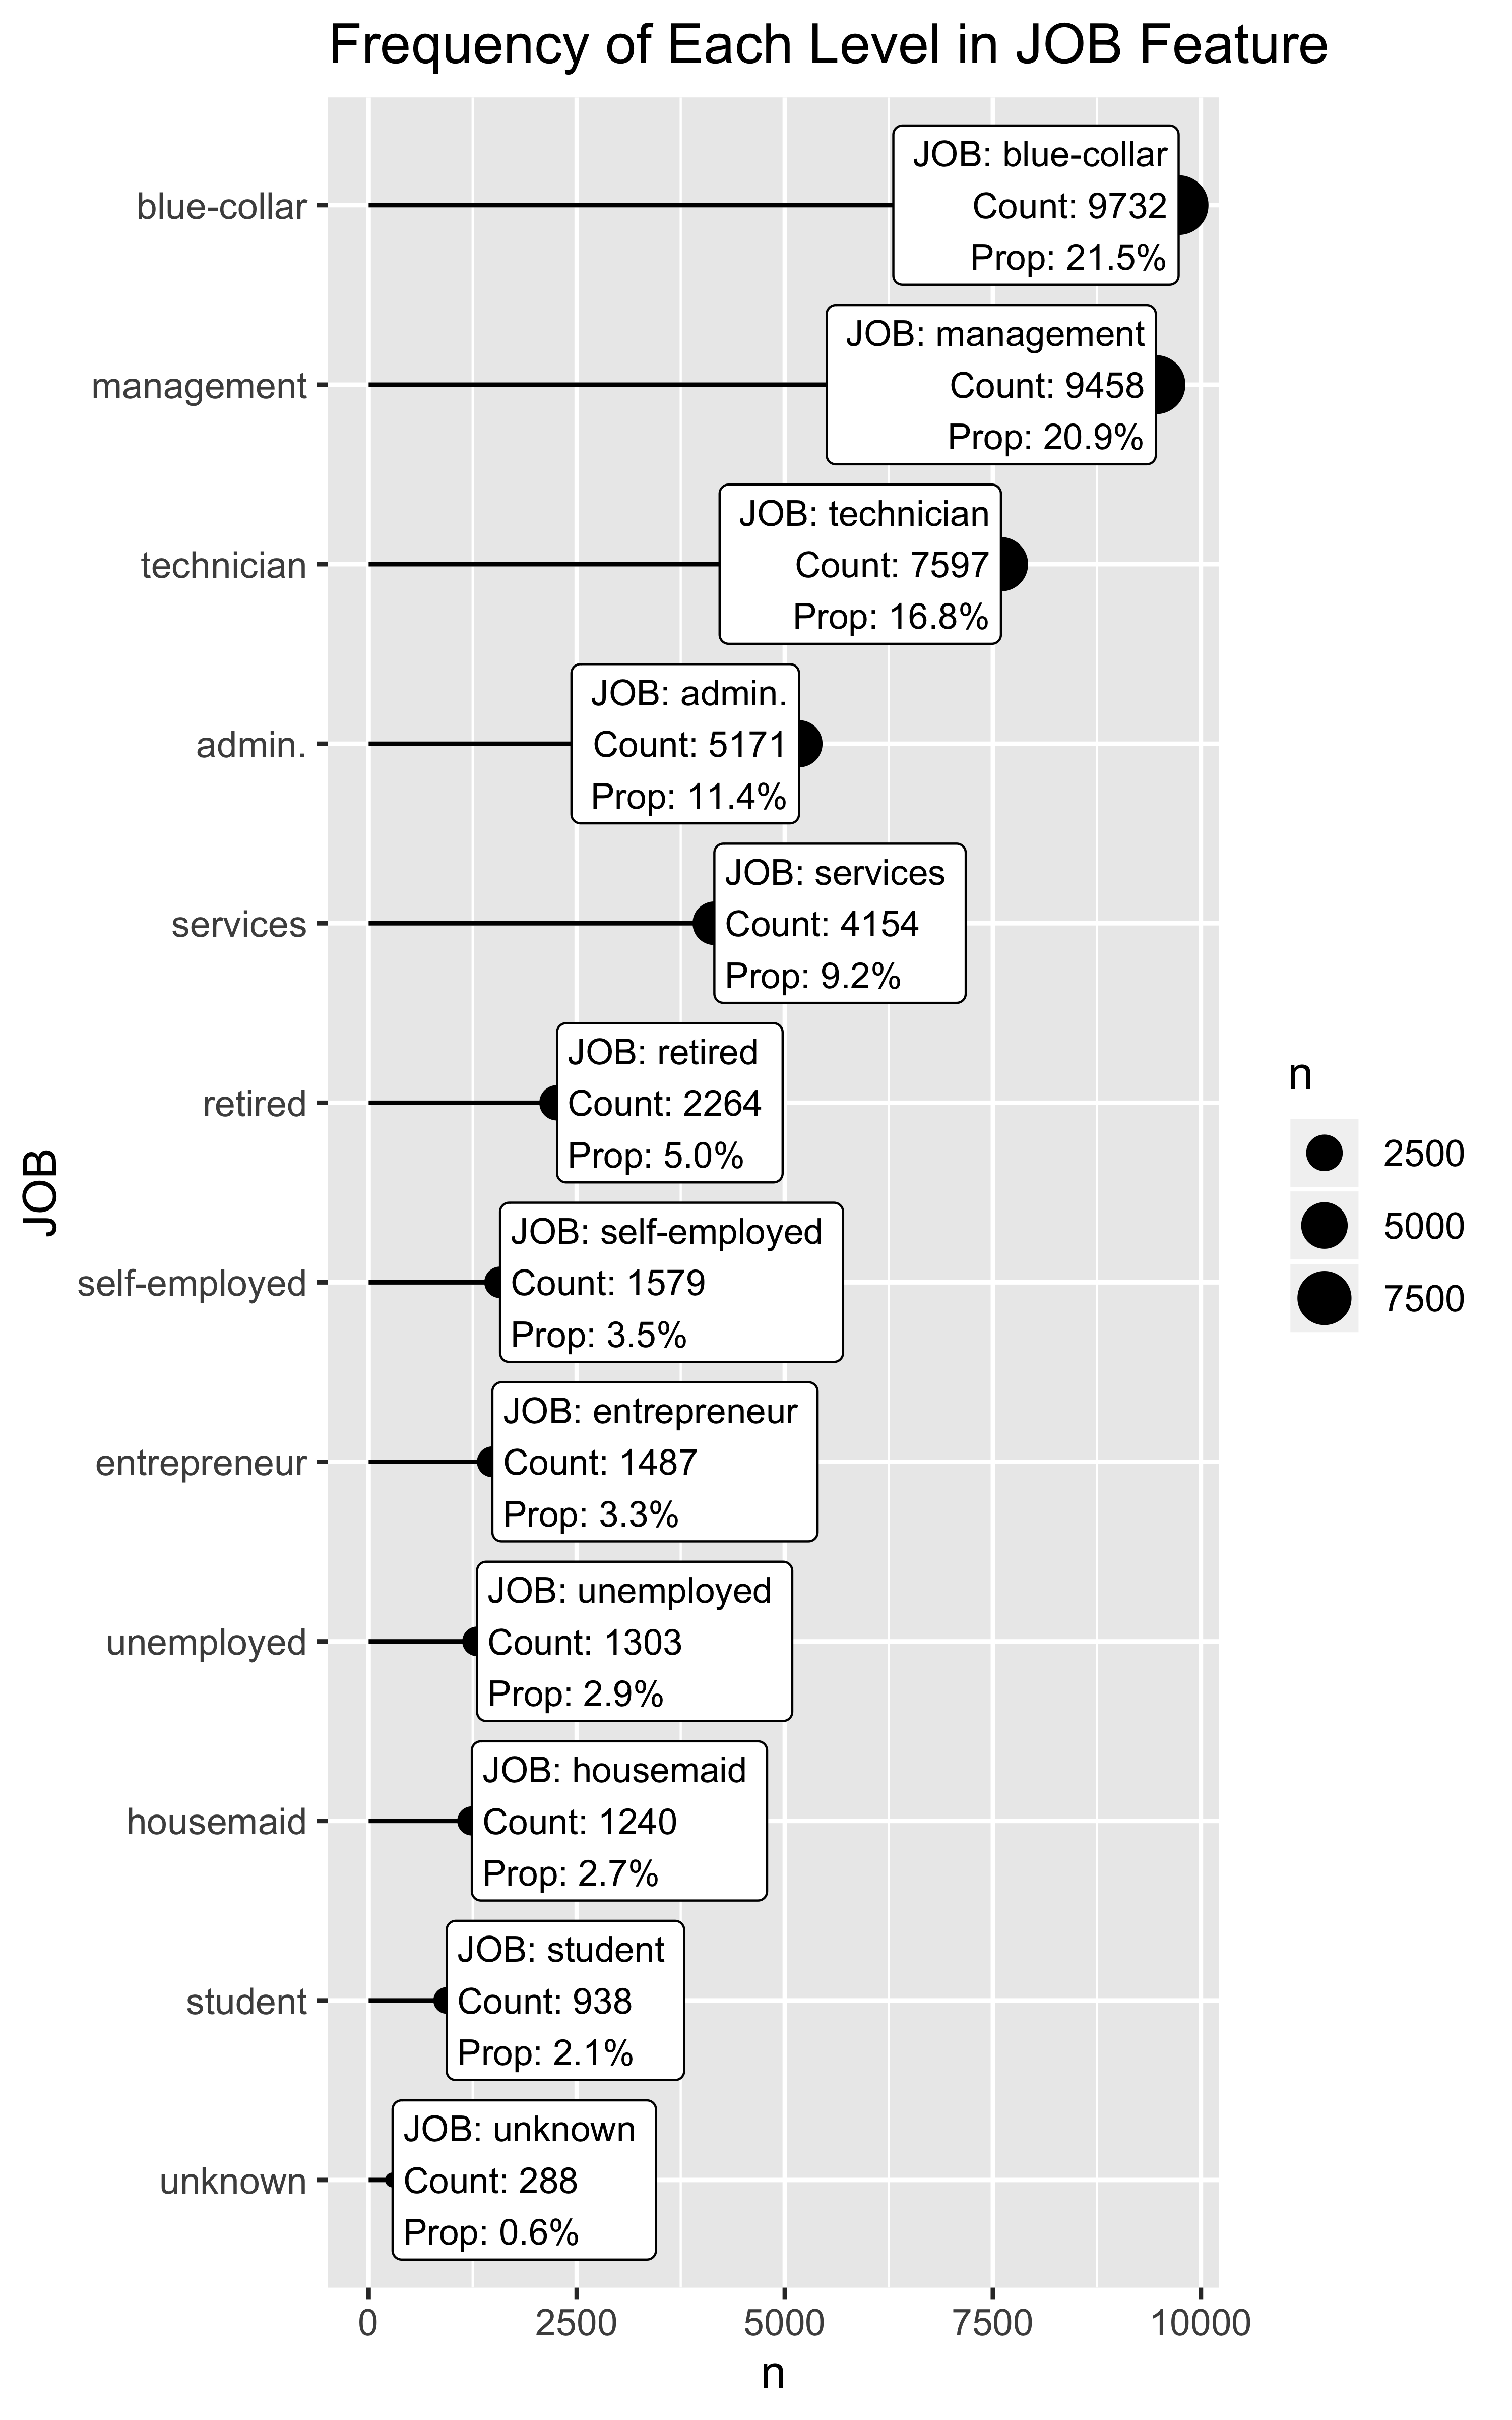 Frequency of Each Level in JOB Feature
JOB
blue-collar
JOB: blue-collar
Count: 9732
Prop: 21.5%
management
JOB: management
Count: 9458
Prop: 20.9%
technician
JOB: technician
Count: 7597
Prop: 16.8%
admin.
JOB: admin.
Count: 5171
Prop: 11.4%
services
JOB: services
Count: 4154
Prop: 9.2%
retired
JOB: retired
Count: 2264
Prop: 5.0%
self-employed
JOB: self-employed
Count: 1579
Prop: 3.5%
entrepreneur
JOB: entrepreneur
Count: 1487
Prop: 3.3%
unemployed
JOB: unemployed
Count: 1303
Prop: 2.9%
housemaid
JOB: housemaid
Count: 1240
Prop: 2.7%
student
JOB: student
Count: 938
Prop: 2.1%
unknown
JOB: unknown
Count: 288
Prop: 0.6%
0 2500 5000 7500 10000
n
n
2500
5000
7500